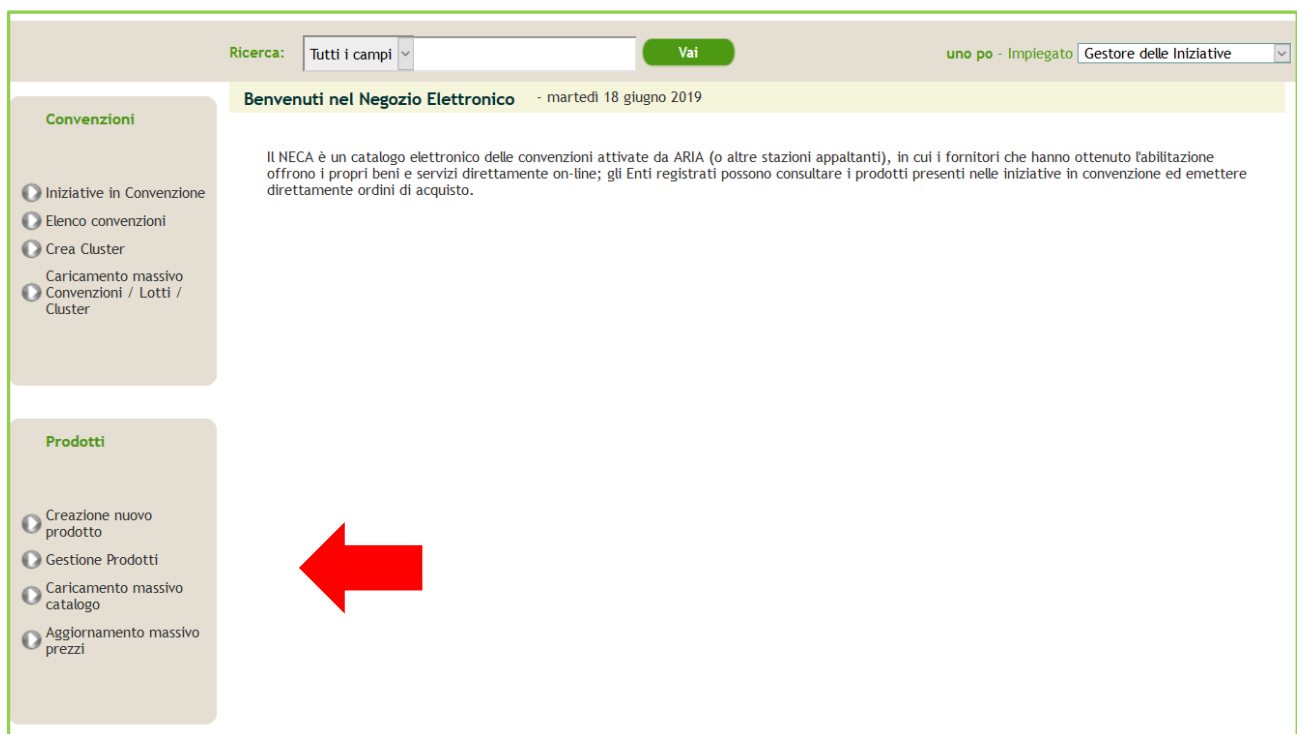 Ricerca: Tutti i campi Vai uno po - Impiegato Gestore delle Iniziative
Benvenuti nel Negozio Elettronico - martedì 18 giugno 2019
Convenzioni
Il NECA è un catalogo elettronico delle convenzioni attivate da ARIA (o altre stazioni appaltanti), in cui i fornitori che hanno ottenuto l'abilitazione
offrono i propri beni e servizi direttamente on-line; gli Enti registrati possono consultare i prodotti presenti nelle iniziative in convenzione ed emettere
direttamente ordini di acquisto.
Iniziative in Convenzione
Elenco convenzioni
Crea Cluster
Caricamento massivo
Convenzioni / Lotti /
Cluster
Prodotti
Creazione nuovo
prodotto
Gestione Prodotti
Caricamento massivo
catalogo
Aggiornamento massivo
prezzi